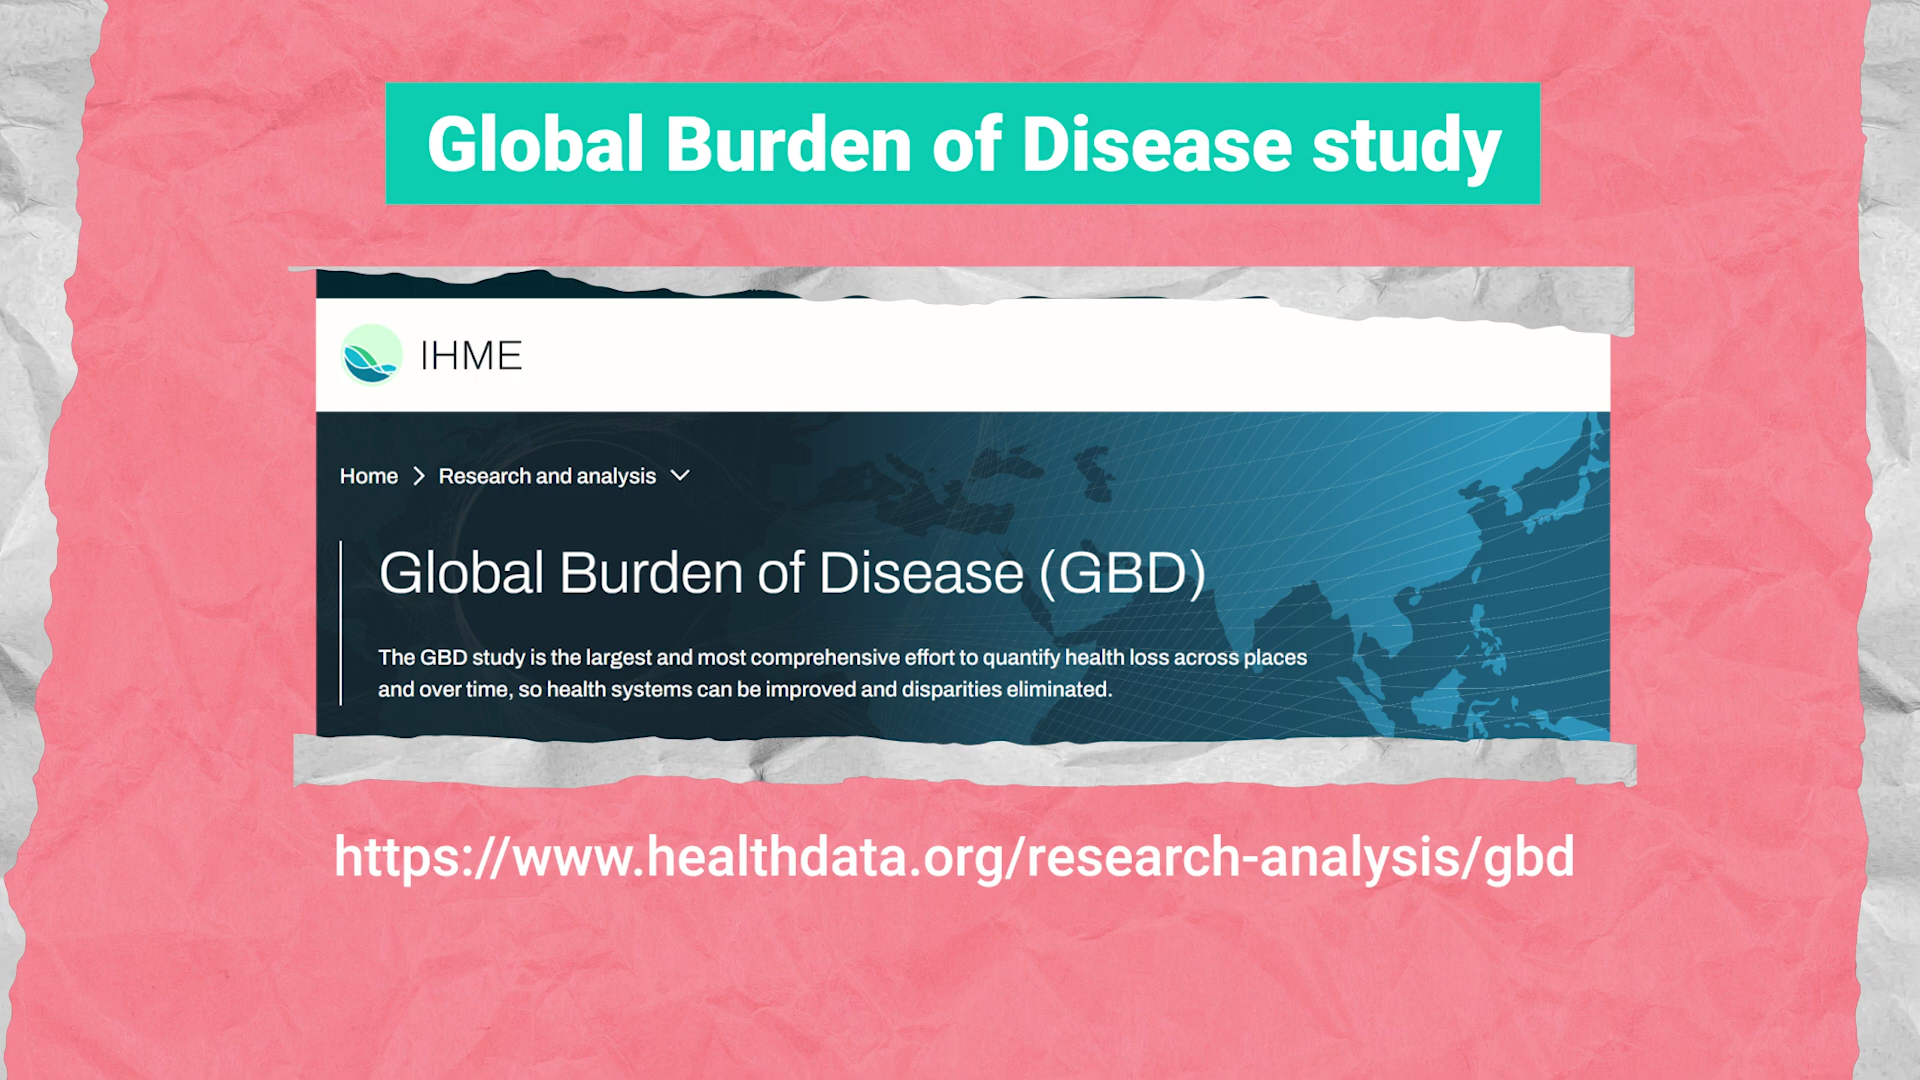 Global Burden of Disease study
IHME
Home > Research and analysis
Global Burden of Disease (GBD)
The GBD study is the largest and most comprehensive effort to quantify health loss across places
and over time, so health systems can be improved and disparities eliminated.
https://www.healthdata.org/research-analysis/gbd